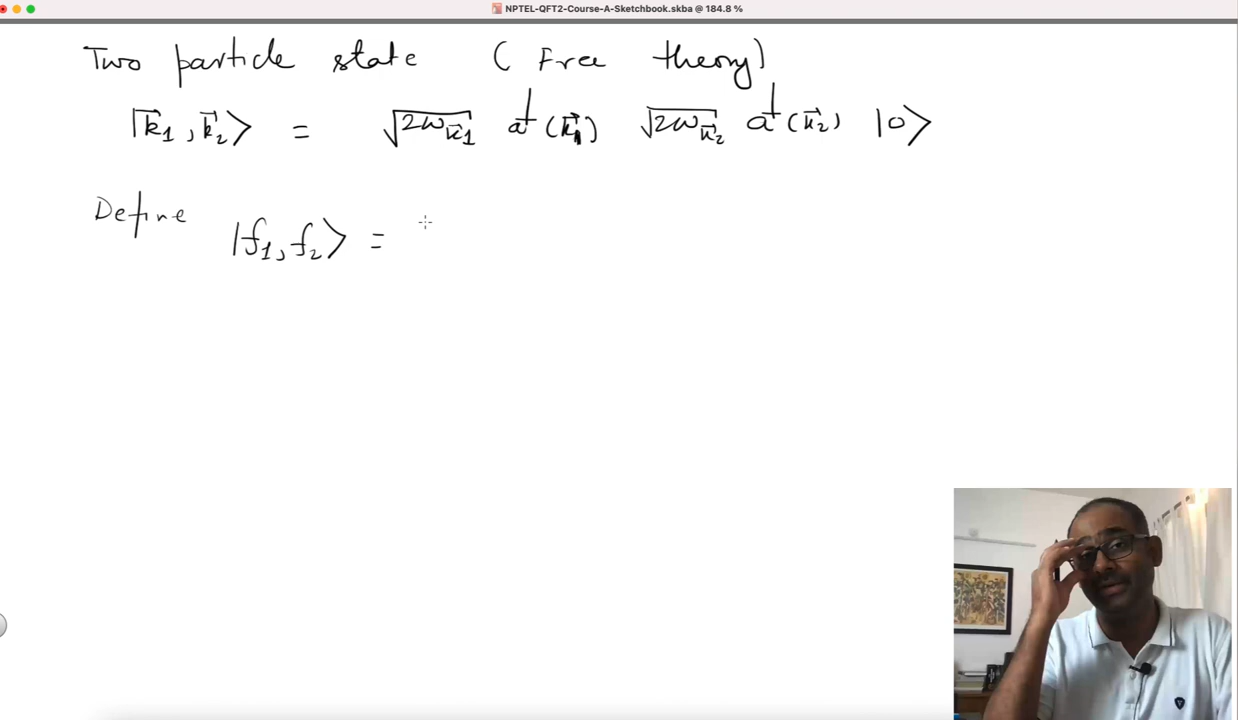 NPTEL-QFT2-Course-A-Sketchbook.skba @ 184.8 %
Two particle state ( Free theory)
|k⃗₁, k⃗₂⟩ = √2ω_k⃗₁ a†(k⃗₁) √2ω_k⃗₂ a†(k⃗₂) |0⟩
Define
|f₁, f₂⟩ =